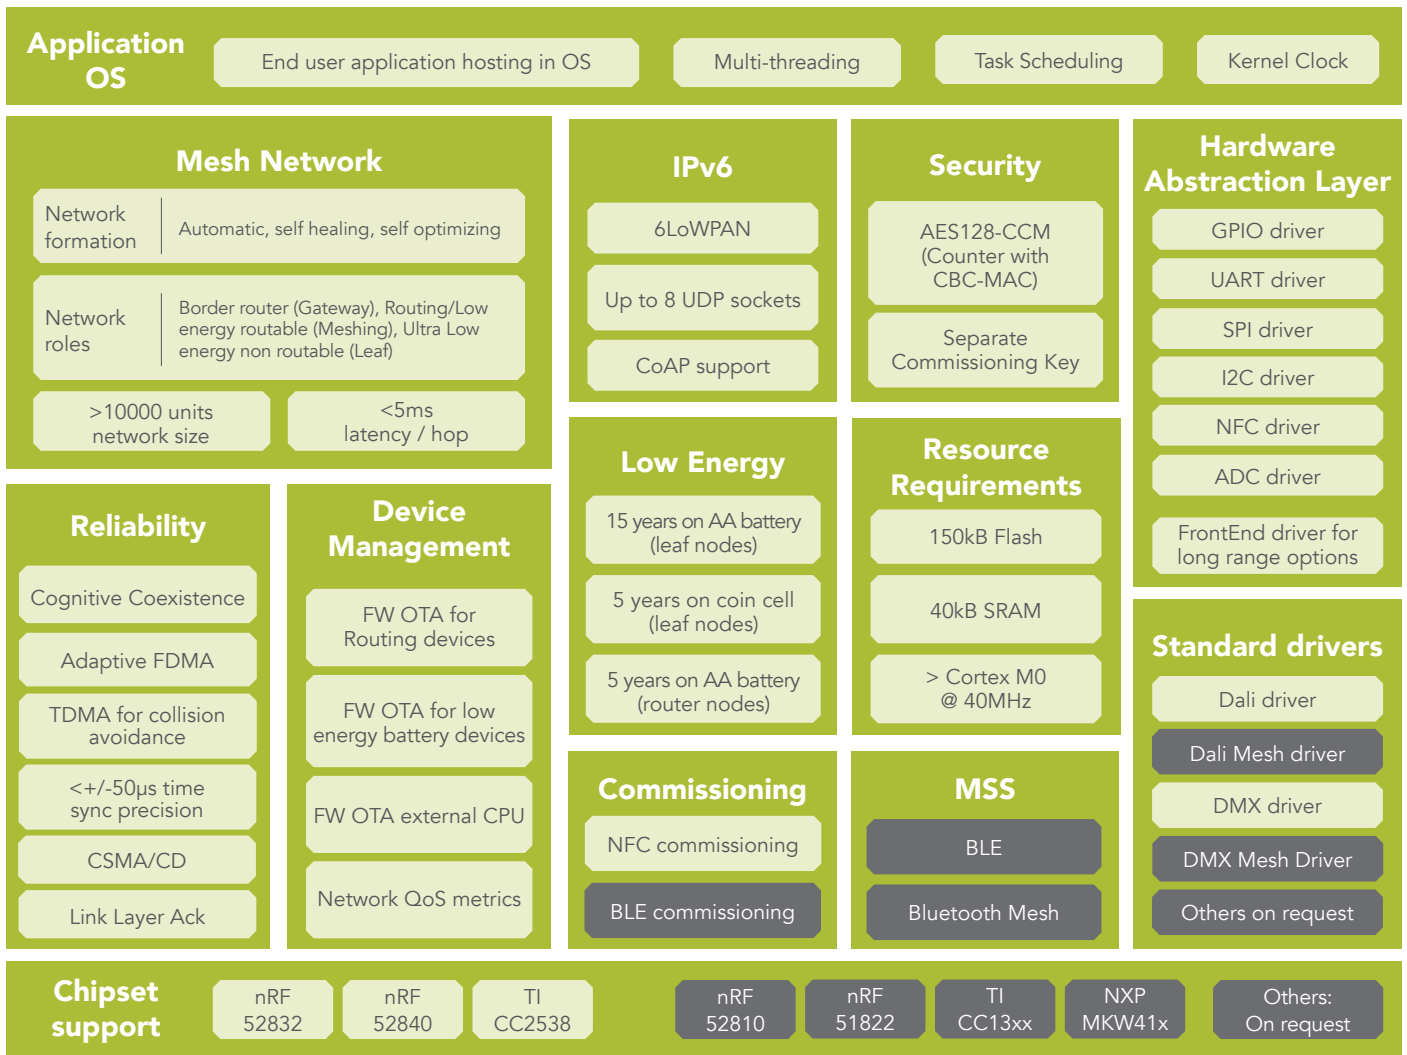 Application
OS
End user application hosting in OS
Multi-threading
Task Scheduling
Kernel Clock
Mesh Network
Network
formation
Automatic, self healing, self optimizing
Network
roles
Border router (Gateway), Routing/Low
energy routable (Meshing), Ultra Low
energy non routable (Leaf)
>10000 units
network size
<5ms
latency / hop
IPv6
6LoWPAN
Up to 8 UDP sockets
CoAP support
Security
AES128-CCM
(Counter with
CBC-MAC)
Separate
Commissioning Key
Hardware
Abstraction Layer
GPIO driver
UART driver
SPI driver
I2C driver
NFC driver
ADC driver
FrontEnd driver for
long range options
Reliability
Cognitive Coexistence
Adaptive FDMA
TDMA for collision
avoidance
<+/-50µs time
sync precision
CSMA/CD
Link Layer Ack
Device
Management
FW OTA for
Routing devices
FW OTA for low
energy battery devices
FW OTA external CPU
Network QoS metrics
Low Energy
15 years on AA battery
(leaf nodes)
5 years on coin cell
(leaf nodes)
5 years on AA battery
(router nodes)
Resource
Requirements
150kB Flash
40kB SRAM
> Cortex M0
@ 40MHz
Standard drivers
Dali driver
Dali Mesh driver
DMX driver
DMX Mesh Driver
Others on request
Commissioning
NFC commissioning
BLE commissioning
MSS
BLE
Bluetooth Mesh
Chipset
support
nRF
52832
nRF
52840
TI
CC2538
nRF
52810
nRF
51822
TI
CC13xx
NXP
MKW41x
Others:
On request